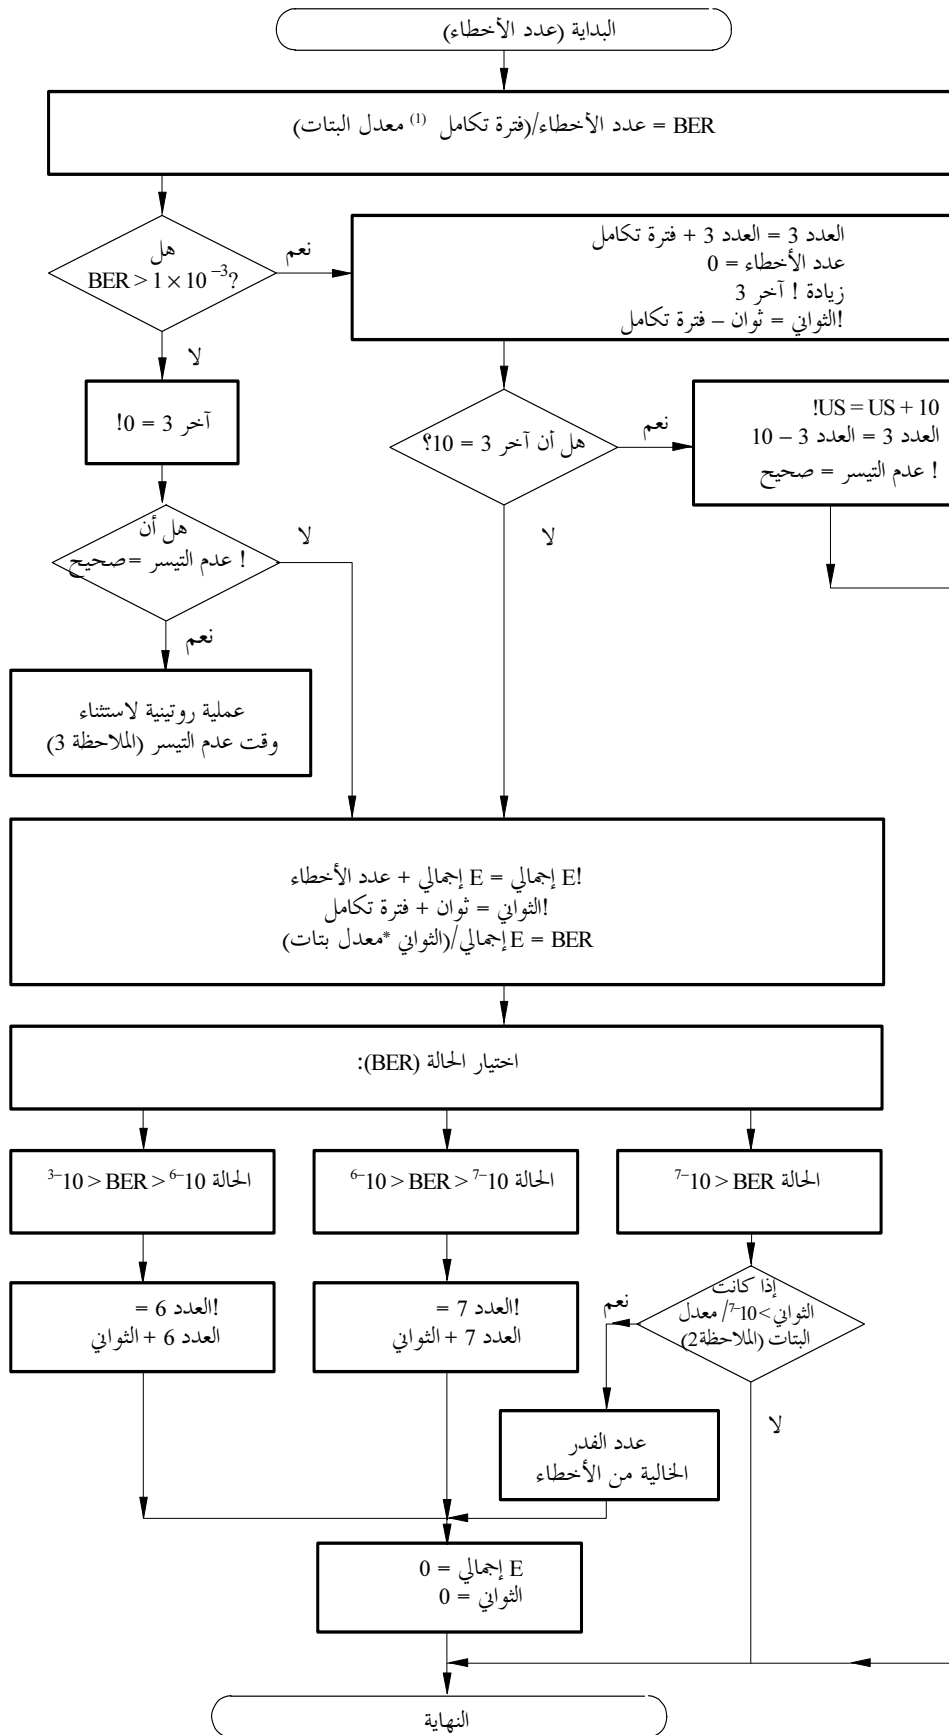 البداية (عدد الأخطاء)
BER = عدد الأخطاء/(فترة تكامل (1) معدل البتات)
هل
BER > 1 × 10 –3?
نعم
لا
العدد 3 = العدد 3 + فترة تكامل
عدد الأخطاء = 0
زيادة ! آخر 3
!الثواني = ثوان – فترة تكامل
آخر 3 = 0!
هل أن آخر 3 = 10؟
نعم
لا
!US = US + 10
العدد 3 = العدد 3 – 10
! عدم التيسر = صحيح
هل أن
! عدم التيسر = صحيح
لا
نعم
عملية روتينية لاستثناء
وقت عدم التيسر (الملاحظة 3)
!E إجمالي = E إجمالي + عدد الأخطاء
!الثواني = ثوان + فترة تكامل
E = BER إجمالي/(الثواني *معدل بتات)
اختيار الحالة (BER):
الحالة 10–6 < BER < 10–3
الحالة 10–7 < BER < 10–6
الحالة BER < 10–7
!العدد 6 =
العدد 6 + الثواني
!العدد 7 =
العدد 7 + الثواني
إذا كانت
الثواني>10–7/ معدل
البتات (الملاحظة2)
نعم
لا
عدد الفدر
الخالية من الأخطاء
E إجمالي = 0
الثواني = 0
النهاية